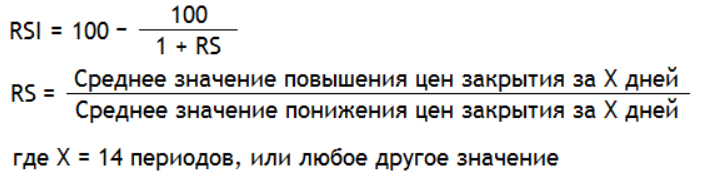 RSI = 100 - 100 / 1 + RS
RS = Среднее значение повышения цен закрытия за X дней / Среднее значение понижения цен закрытия за X дней
где X = 14 периодов, или любое другое значение